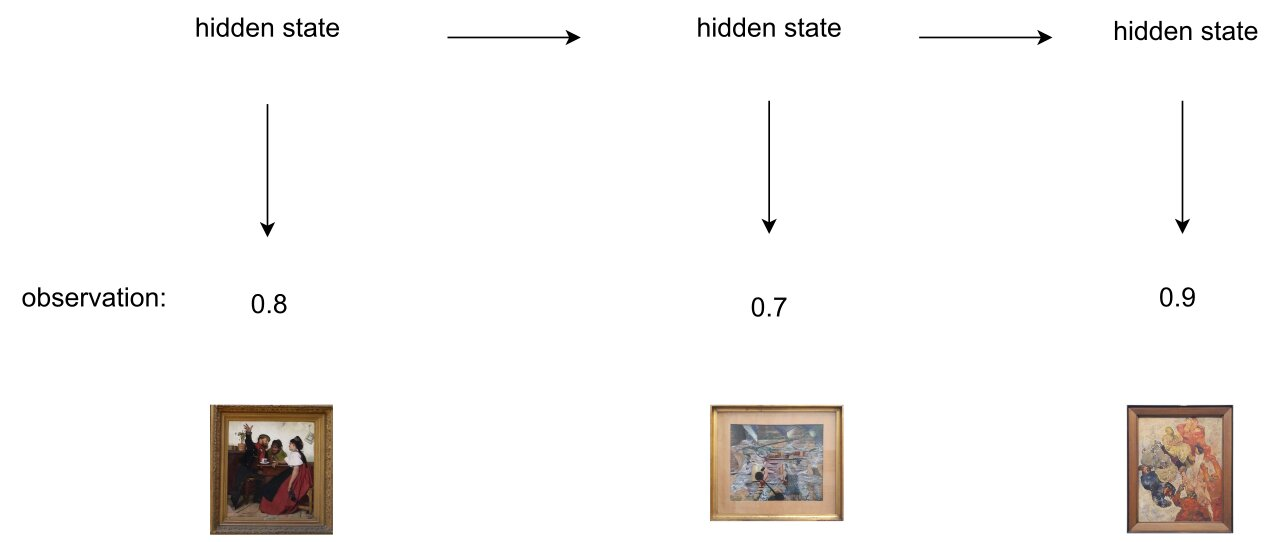 hidden state
hidden state
hidden state
observation:
0.8
0.7
0.9